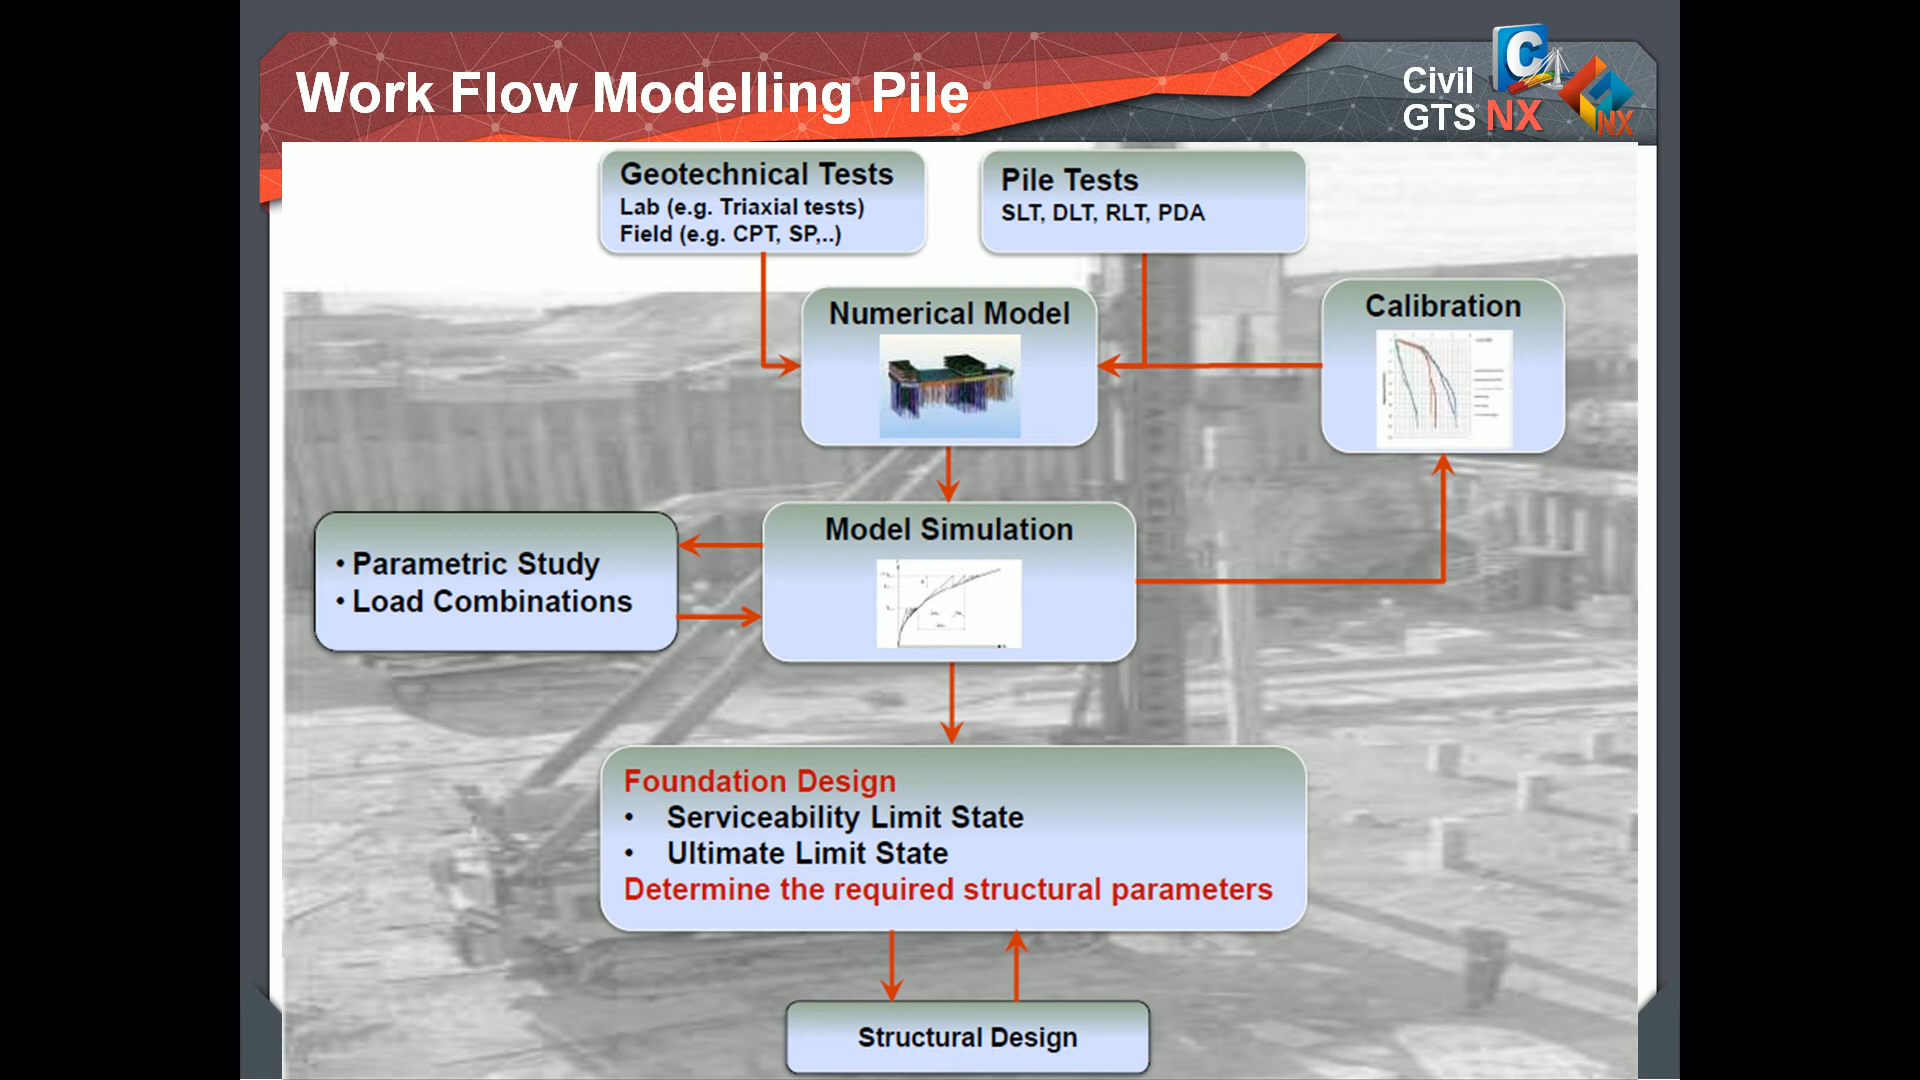 Work Flow Modelling Pile
Civil
GTS NX
C
NX
Geotechnical Tests
Lab (e.g. Triaxial tests)
Field (e.g. CPT, SP,..)
Pile Tests
SLT, DLT, RLT, PDA
Numerical Model
Calibration
Model Simulation
• Parametric Study
• Load Combinations
Foundation Design
• Serviceability Limit State
• Ultimate Limit State
Determine the required structural parameters
Structural Design